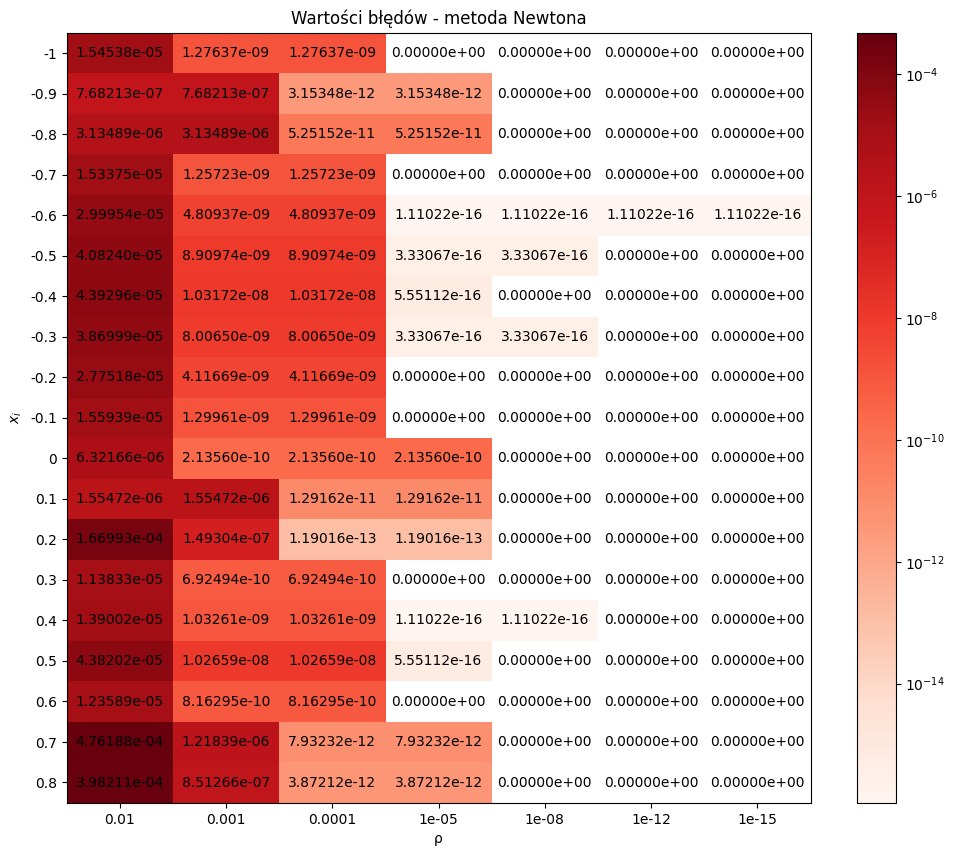 Wartości błędów - metoda Newtona
-1 1.54538e-05 1.27637e-09 1.27637e-09 0.00000e+00 0.00000e+00 0.00000e+00 0.00000e+00
-0.9 7.68213e-07 7.68213e-07 3.15348e-12 3.15348e-12 0.00000e+00 0.00000e+00 0.00000e+00
-0.8 3.13489e-06 3.13489e-06 5.25152e-11 5.25152e-11 0.00000e+00 0.00000e+00 0.00000e+00
-0.7 1.53375e-05 1.25723e-09 1.25723e-09 0.00000e+00 0.00000e+00 0.00000e+00 0.00000e+00
-0.6 2.99954e-05 4.80937e-09 4.80937e-09 1.11022e-16 1.11022e-16 1.11022e-16 1.11022e-16
-0.5 4.08240e-05 8.90974e-09 8.90974e-09 3.33067e-16 3.33067e-16 0.00000e+00 0.00000e+00
-0.4 4.39296e-05 1.03172e-08 1.03172e-08 5.55112e-16 0.00000e+00 0.00000e+00 0.00000e+00
-0.3 3.86999e-05 8.00650e-09 8.00650e-09 3.33067e-16 3.33067e-16 0.00000e+00 0.00000e+00
-0.2 2.77518e-05 4.11669e-09 4.11669e-09 0.00000e+00 0.00000e+00 0.00000e+00 0.00000e+00
-0.1 1.55939e-05 1.29961e-09 1.29961e-09 0.00000e+00 0.00000e+00 0.00000e+00 0.00000e+00
0 6.32166e-06 2.13560e-10 2.13560e-10 2.13560e-10 0.00000e+00 0.00000e+00 0.00000e+00
0.1 1.55472e-06 1.55472e-06 1.29162e-11 1.29162e-11 0.00000e+00 0.00000e+00 0.00000e+00
0.2 1.66993e-04 1.49304e-07 1.19016e-13 1.19016e-13 0.00000e+00 0.00000e+00 0.00000e+00
0.3 1.13833e-05 6.92494e-10 6.92494e-10 0.00000e+00 0.00000e+00 0.00000e+00 0.00000e+00
0.4 1.39002e-05 1.03261e-09 1.03261e-09 1.11022e-16 1.11022e-16 0.00000e+00 0.00000e+00
0.5 4.38202e-05 1.02659e-08 1.02659e-08 5.55112e-16 0.00000e+00 0.00000e+00 0.00000e+00
0.6 1.23589e-05 8.16295e-10 8.16295e-10 0.00000e+00 0.00000e+00 0.00000e+00 0.00000e+00
0.7 4.76188e-04 1.21839e-06 7.93232e-12 7.93232e-12 0.00000e+00 0.00000e+00 0.00000e+00
0.8 3.98211e-04 8.51266e-07 3.87212e-12 3.87212e-12 0.00000e+00 0.00000e+00 0.00000e+00
0.01 0.001 0.0001 1e-05 1e-08 1e-12 1e-15
ρ
xᵢ
10⁻⁴
10⁻⁶
10⁻⁸
10⁻¹⁰
10⁻¹²
10⁻¹⁴